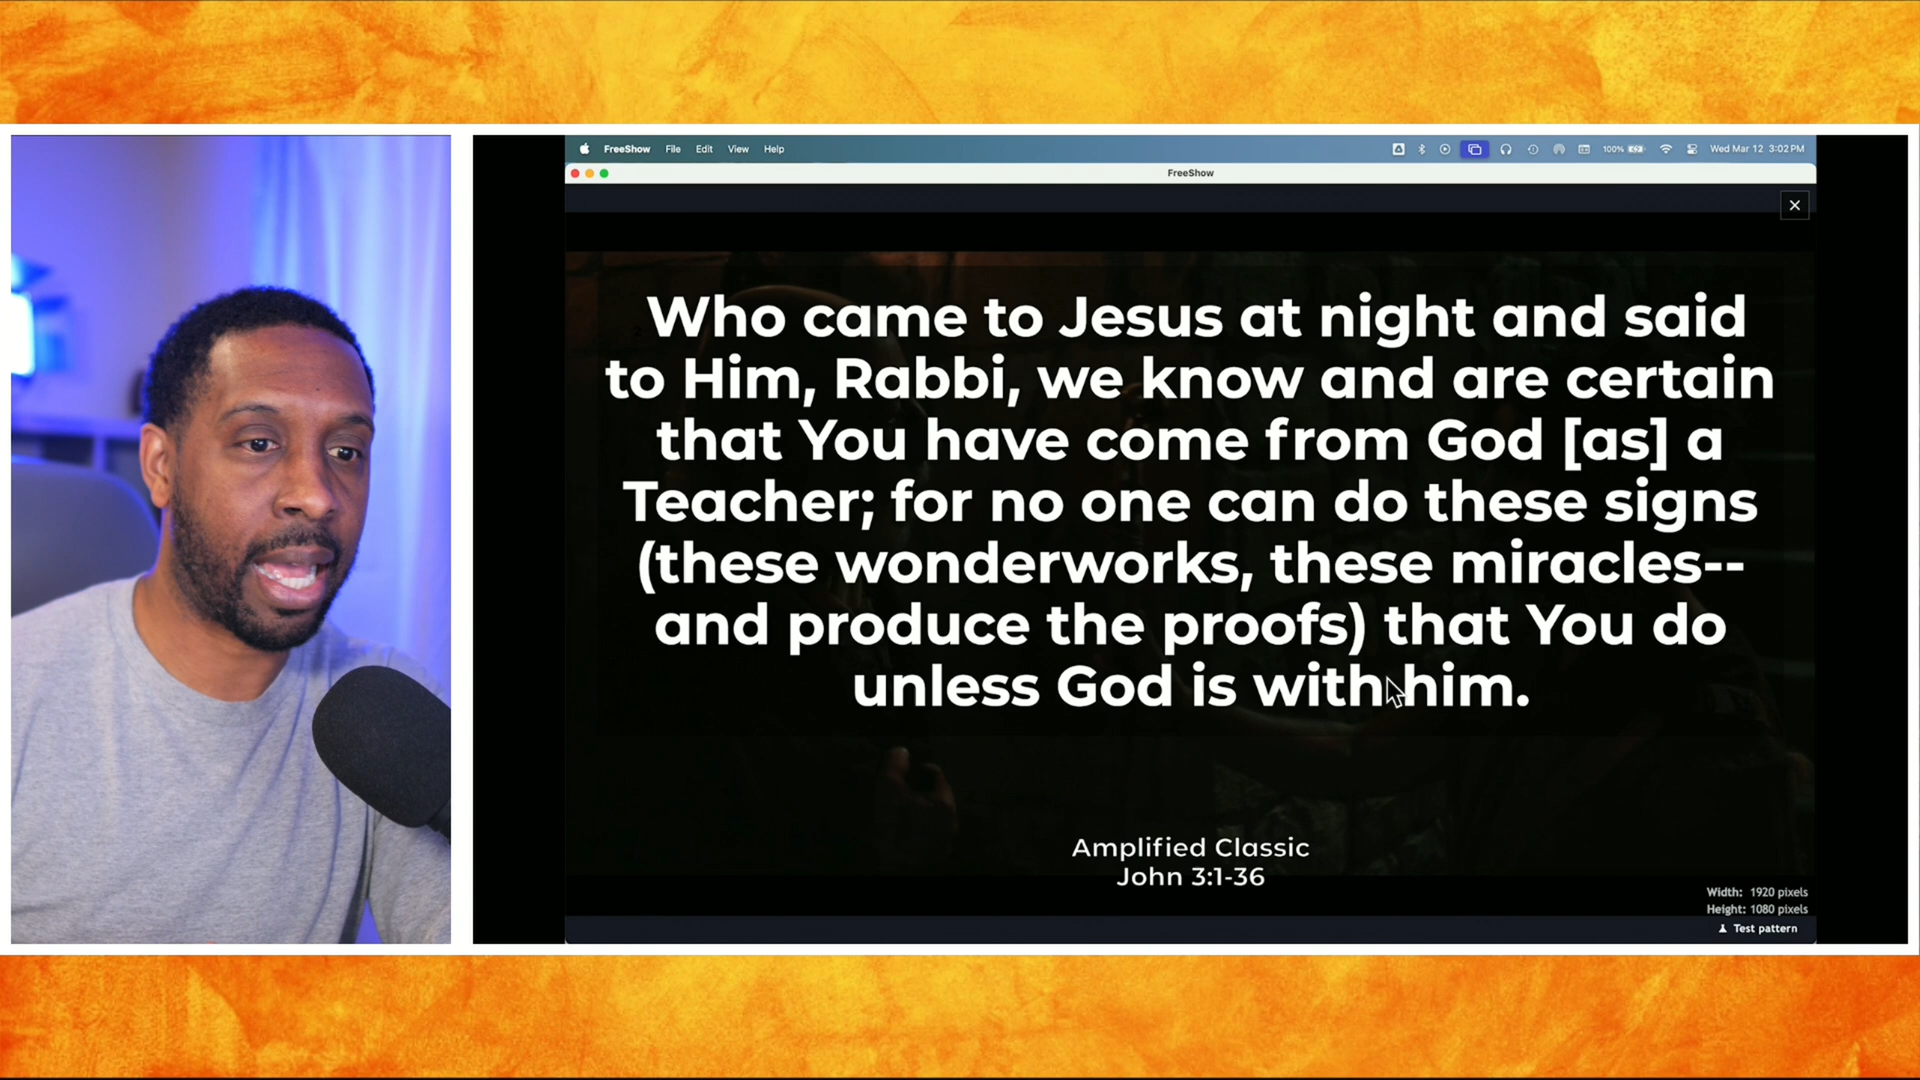 FreeShow File Edit View Help
100% Wed Mar 12 3:02 PM
FreeShow
Who came to Jesus at night and said
to Him, Rabbi, we know and are certain
that You have come from God [as] a
Teacher; for no one can do these signs
(these wonderworks, these miracles--
and produce the proofs) that You do
unless God is with him.
Amplified Classic
John 3:1-36
Width: 1920 pixels
Height: 1080 pixels
Test pattern